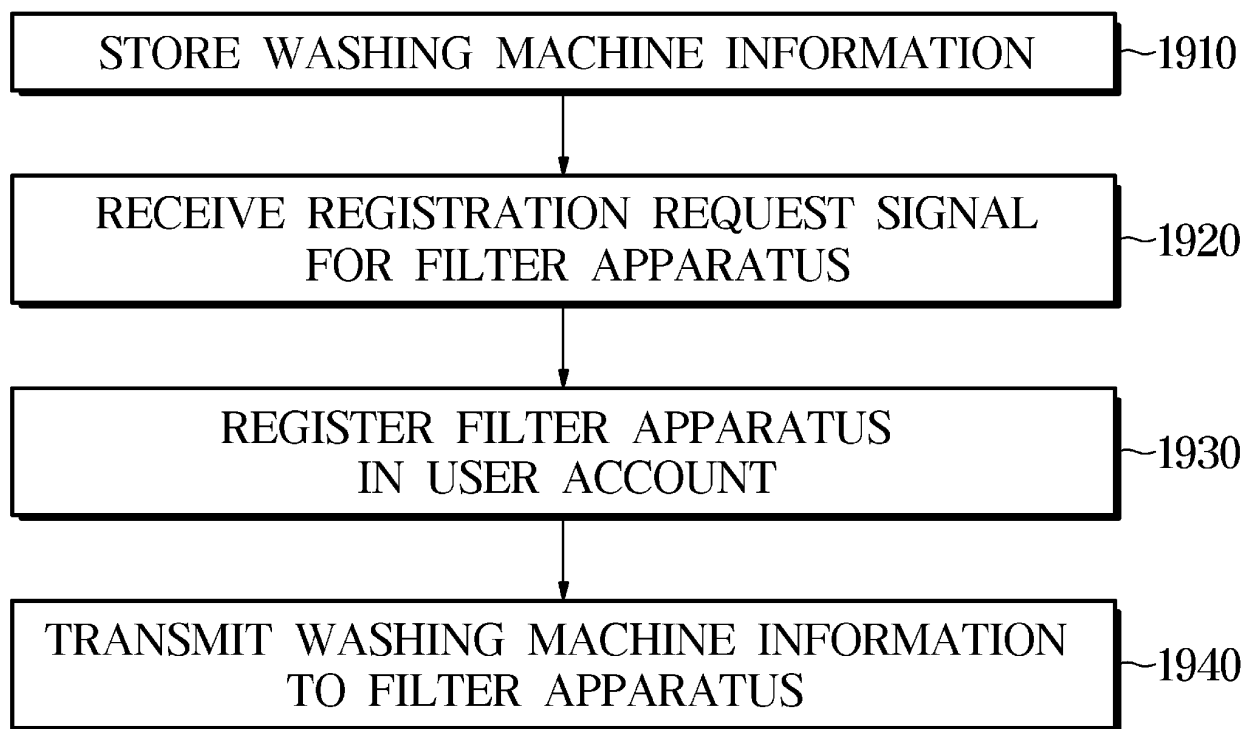 STORE WASHING MACHINE INFORMATION
1910
RECEIVE REGISTRATION REQUEST SIGNAL
FOR FILTER APPARATUS
1920
REGISTER FILTER APPARATUS
IN USER ACCOUNT
1930
TRANSMIT WASHING MACHINE INFORMATION
TO FILTER APPARATUS
1940